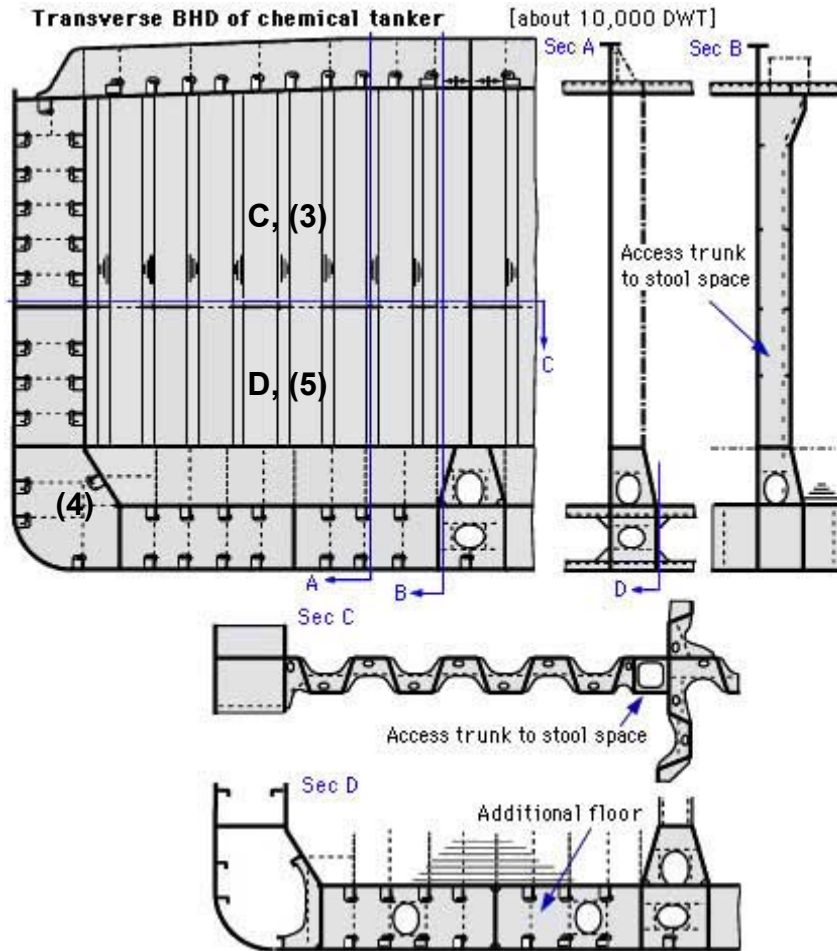 Transverse BHD of chemical tanker
[about 10,000 DWT]
Sec A
Sec B
C, (3)
Access trunk
to stool space
C
D, (5)
(4)
A
B
D
Sec C
Access trunk to stool space
Sec D
Additional floor